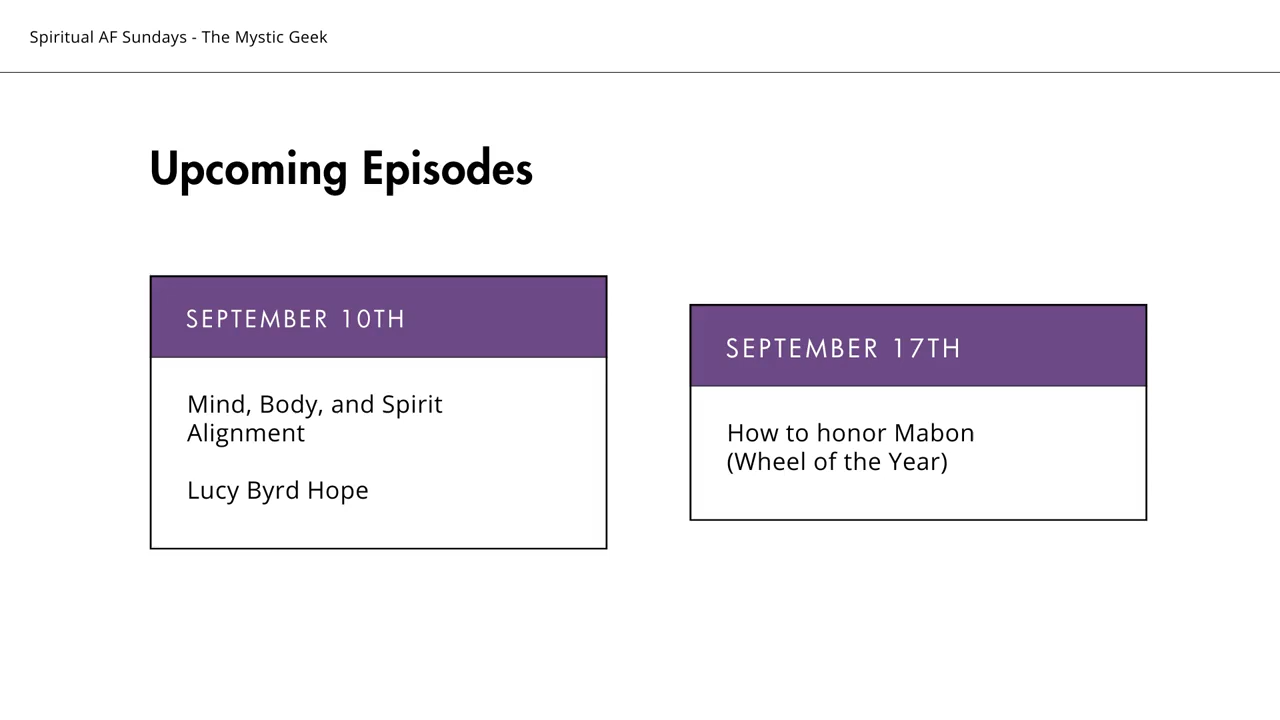 Spiritual AF Sundays - The Mystic Geek
Upcoming Episodes
SEPTEMBER 10TH
Mind, Body, and Spirit
Alignment
Lucy Byrd Hope
SEPTEMBER 17TH
How to honor Mabon
(Wheel of the Year)